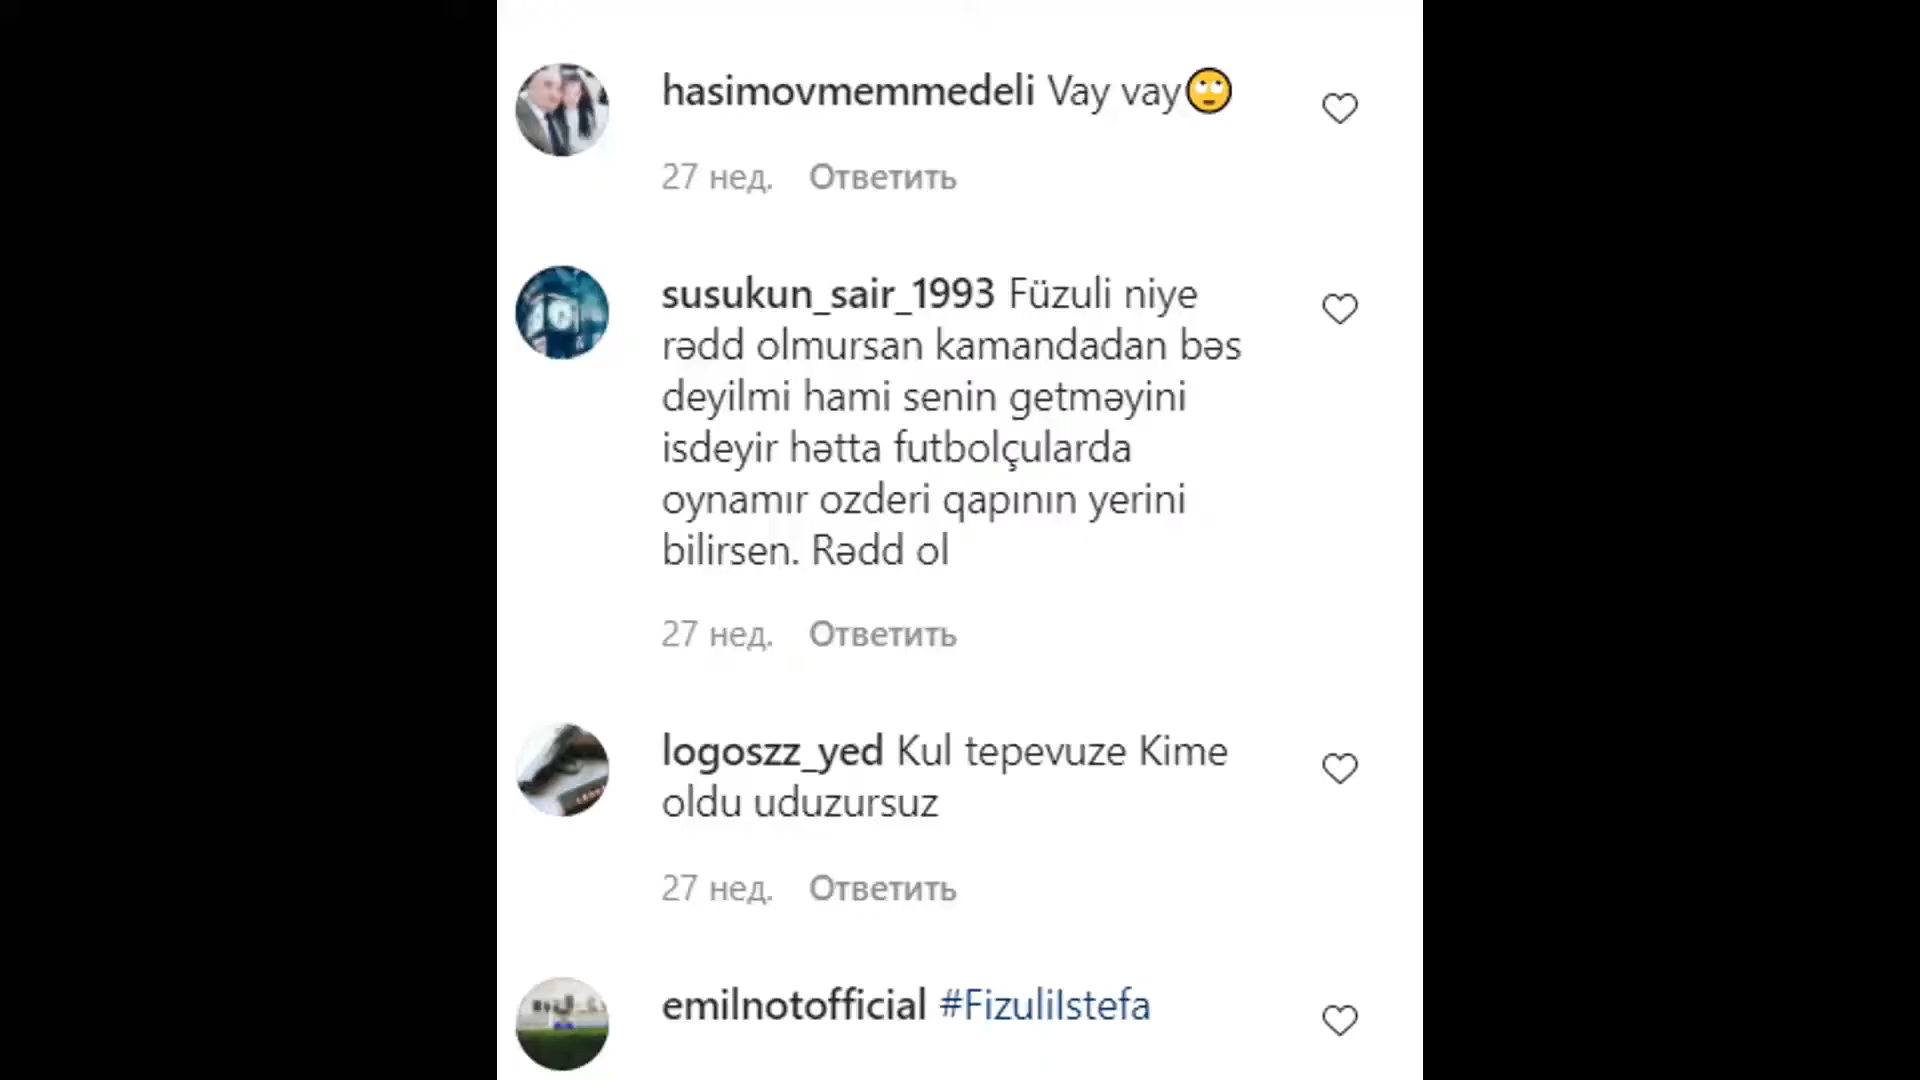 hasimovmemmedeli Vay vay🙄
27 нед. Ответить
susukun_sair_1993 Füzuli niye
rədd olmursan kamandadan bəs
deyilmi hami senin getməyini
isdeyir hətta futbolçularda
oynamır ozderi qapının yerini
bilirsen. Rədd ol
27 нед. Ответить
logoszz_yed Kul tepevuze Kime
oldu uduzursuz
27 нед. Ответить
emilnotofficial #FizuliIstefa